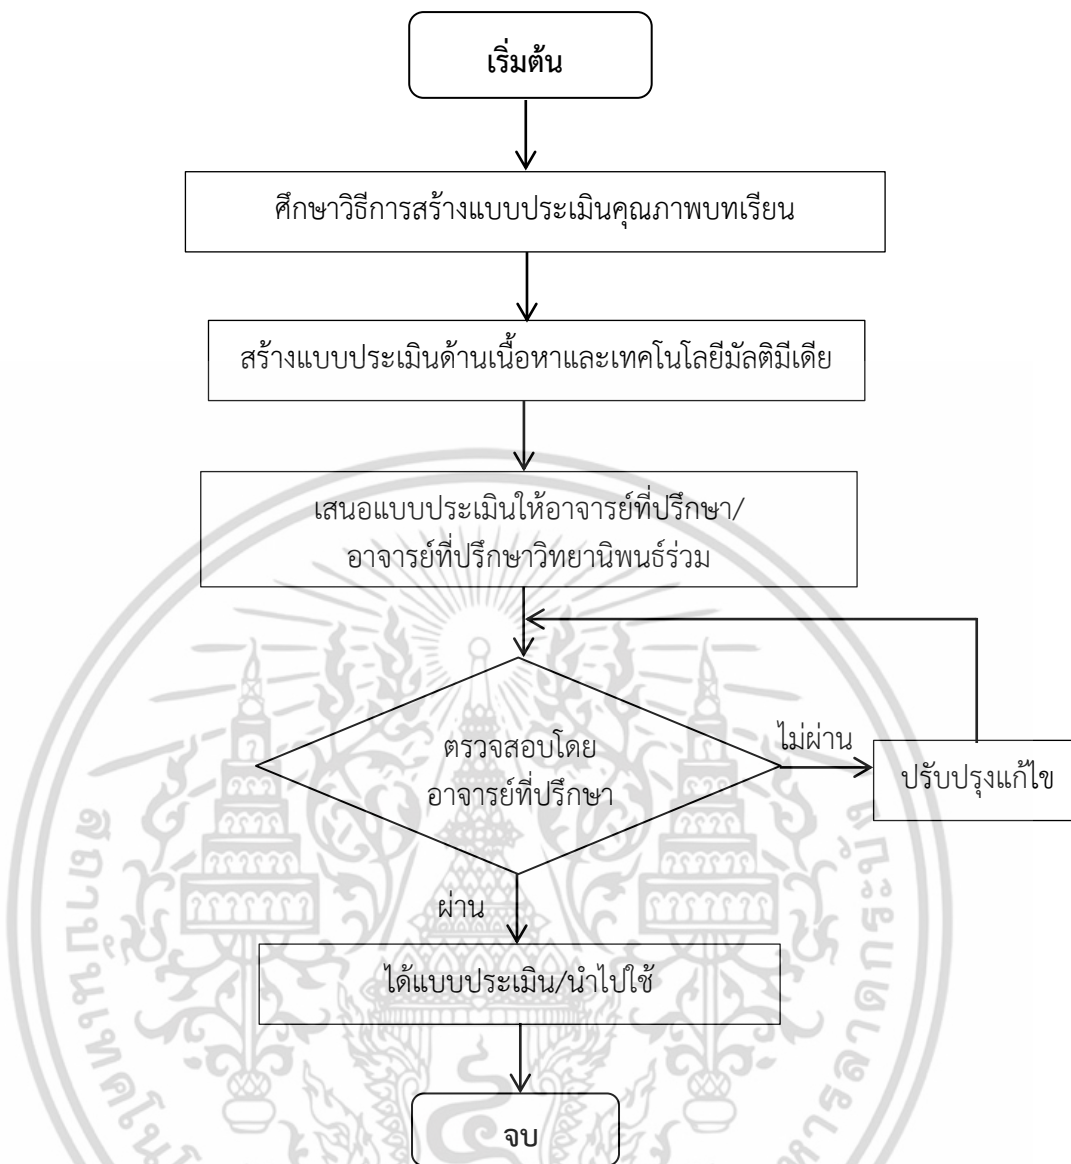 เริ่มต้น
ศึกษาวิธีการสร้างแบบประเมินคุณภาพบทเรียน
สร้างแบบประเมินด้านเนื้อหาและเทคโนโลยีมัลติมีเดีย
เสนอแบบประเมินให้อาจารย์ที่ปรึกษา/
อาจารย์ที่ปรึกษาวิทยานิพนธ์ร่วม
ตรวจสอบโดย
อาจารย์ที่ปรึกษา
ไม่ผ่าน
ปรับปรุงแก้ไข
ผ่าน
ได้แบบประเมิน/นำไปใช้
จบ